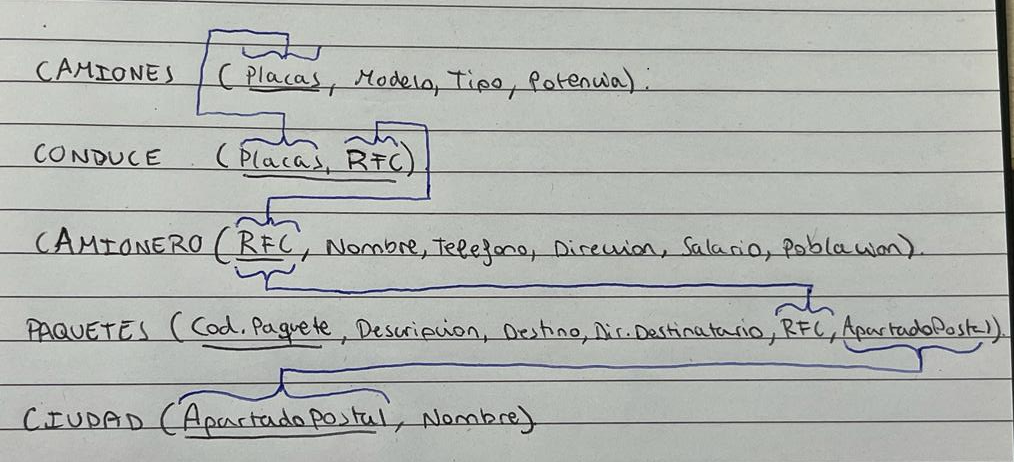 CAMIONES (Placas, Modelo, Tipo, Potencia).
CONDUCE (Placas, RFC)
CAMIONERO (RFC, Nombre, Telefono, Direccion, Salario, Poblacion).
PAQUETES (Cod. Paquete, Descripcion, Destino, Dir. Destinatario, RFC, ApartadoPostal).
CIUDAD (ApartadoPostal, Nombre)